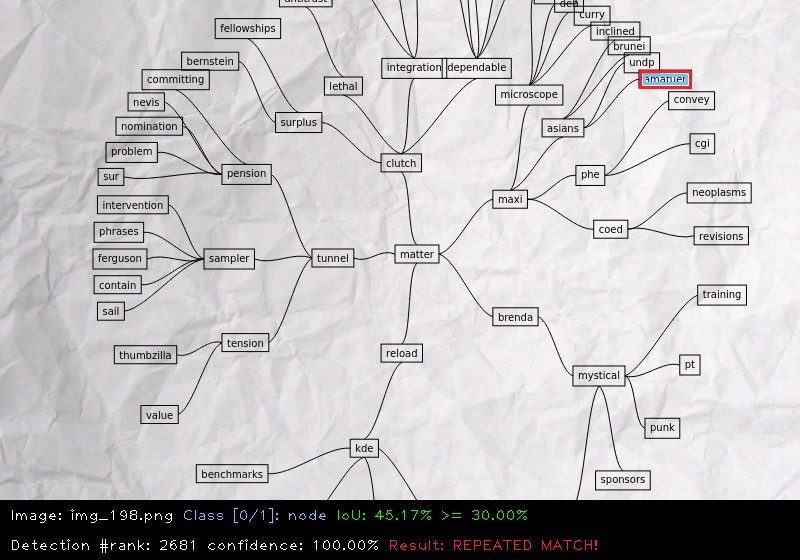 antitrust
deb
curry
fellowships
inclined
brunei
bernstein
undp
integration
dependable
committing
amatuer
lethal
microscope
convey
nevis
surplus
nomination
asians
cgi
problem
clutch
sur
pension
phe
neoplasms
intervention
maxi
phrases
coed
revisions
ferguson
sampler
tunnel
matter
contain
training
sail
brenda
tension
thumbzilla
reload
pt
mystical
value
punk
kde
benchmarks
sponsors
Image: img_198.png Class [0/1]: node IoU: 45.17% >= 30.00%
Detection #rank: 2681 confidence: 100.00% Result: REPEATED MATCH!